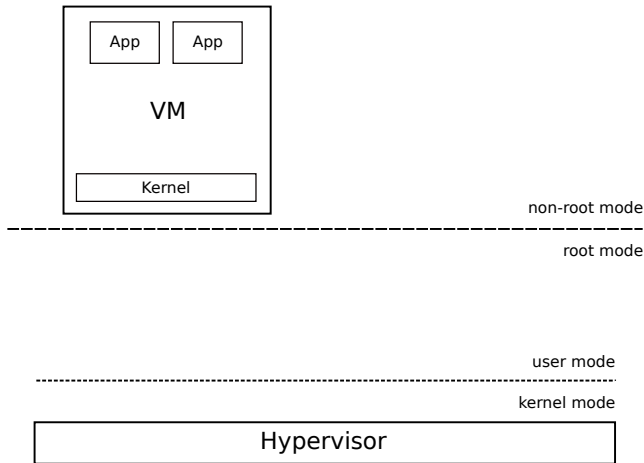 App App
VM
Kernel
non-root mode
root mode
user mode
kernel mode
Hypervisor